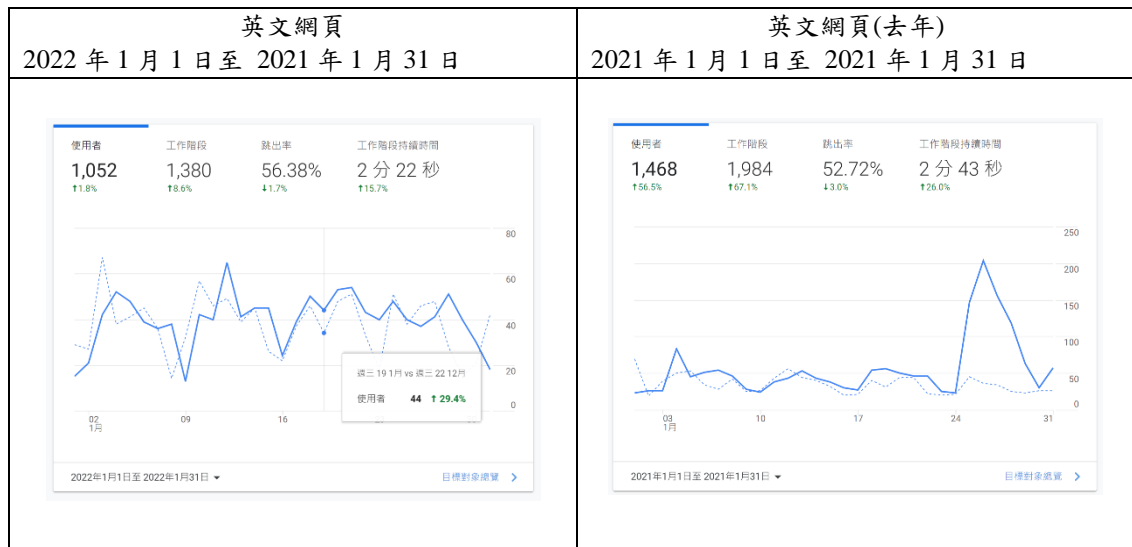 英文網頁
2022 年 1 月 1 日至 2021 年 1 月 31 日
英文網頁(去年)
2021 年 1 月 1 日至 2021 年 1 月 31 日
使用者 工作階段 跳出率 工作階段持續時間
1,052 1,380 56.38% 2 分 22 秒
↑1.8% ↑8.6% ↓1.7% ↑15.7%
80
60
40
20
0
週三 19 1月 vs 週三 22 12月
使用者 44 ↑ 29.4%
02 09 16
1月
2022年1月1日至 2022年1月31日
目標對象總覽
使用者 工作階段 跳出率 工作階段持續時間
1,468 1,984 52.72% 2 分 43 秒
↑56.5% ↑67.1% ↓3.0% ↑26.0%
250
200
150
100
50
0
03 10 17 24 31
1月
2021年1月1日至 2021年1月31日
目標對象總覽